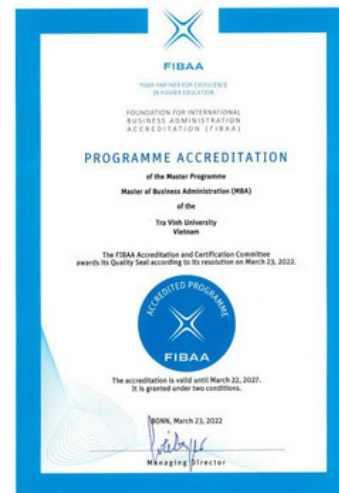 FIBAA
YOUR PARTNER FOR EXCELLENCE
IN HIGHER EDUCATION
FOUNDATION FOR INTERNATIONAL
BUSINESS ADMINISTRATION
ACCREDITATION (FIBAA)
PROGRAMME ACCREDITATION
of the Master Programme
Master of Business Administration (MBA)
of the
Tra Vinh University
Vietnam
The FIBAA Accreditation and Certification Committee
awards its Quality Seal according to its resolution on March 23, 2022.
ACCREDITED PROGRAMME
FIBAA
The accreditation is valid until March 22, 2027.
It is granted under two conditions.
BONN, March 23, 2022
Managing Director